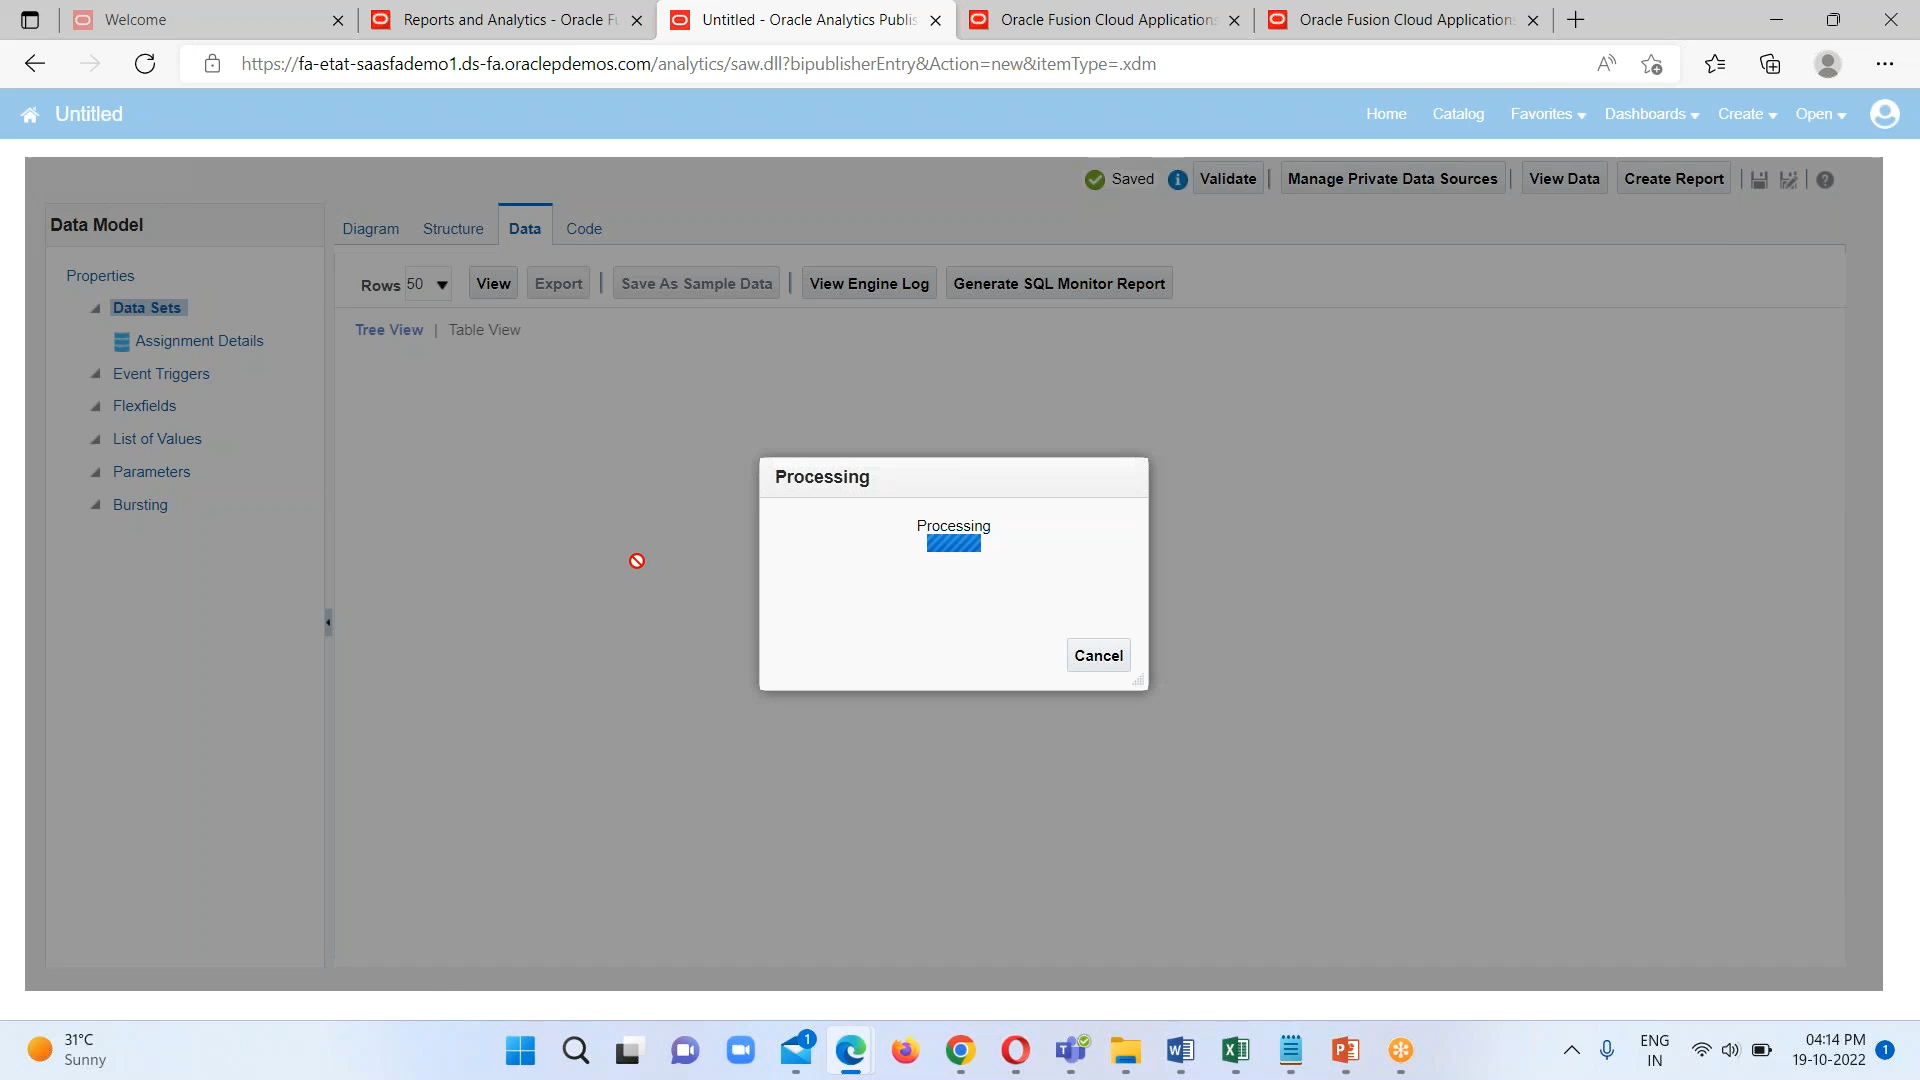 Welcome
Reports and Analytics - Oracle Fu
Untitled - Oracle Analytics Publis
Oracle Fusion Cloud Applications
Oracle Fusion Cloud Applications
https://fa-etat-saasfademo1.ds-fa.oraclepdemos.com/analytics/saw.dll?bipublisherEntry&Action=new&itemType=.xdm
Untitled
Home Catalog Favorites Dashboards Create Open
Saved Validate | Manage Private Data Sources | View Data Create Report
Data Model
Diagram Structure Data Code
Properties
Data Sets
Assignment Details
Event Triggers
Flexfields
List of Values
Parameters
Bursting
Rows 50 View Export | Save As Sample Data | View Engine Log Generate SQL Monitor Report
Tree View | Table View
Processing
Processing
Cancel
31°C
Sunny
1
ENG
IN
04:14 PM
19-10-2022
1